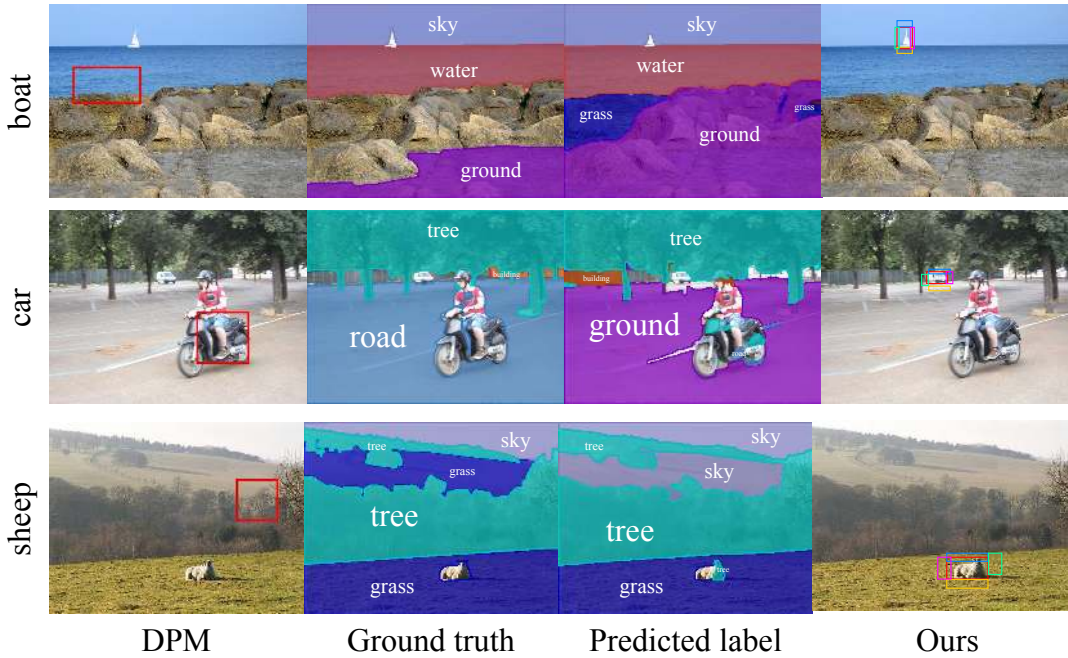 boat
sky
sky
water
water
grass
grass
ground
ground
car
tree
tree
building
building
road
ground
road
sheep
sky
sky
tree
tree
grass
sky
tree
tree
grass
grass
tree
DPM
Ground truth
Predicted label
Ours